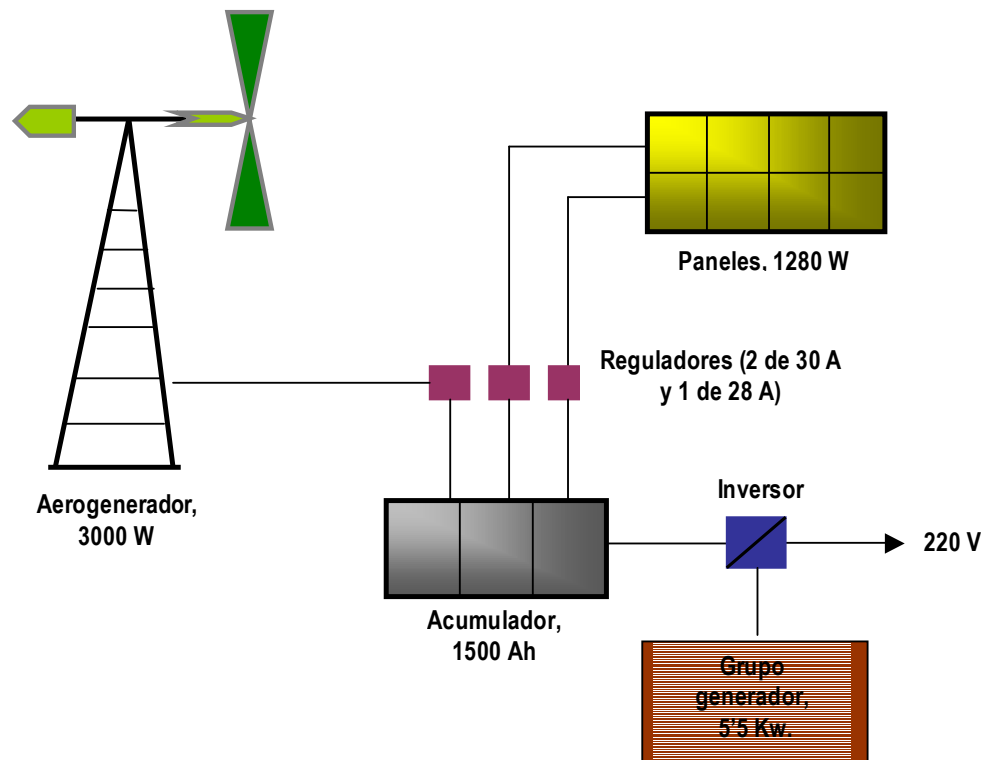 Paneles, 1280 W
Reguladores (2 de 30 A
y 1 de 28 A)
Aerogenerador,
3000 W
Inversor
220 V
Acumulador,
1500 Ah
Grupo
generador,
5'5 Kw.